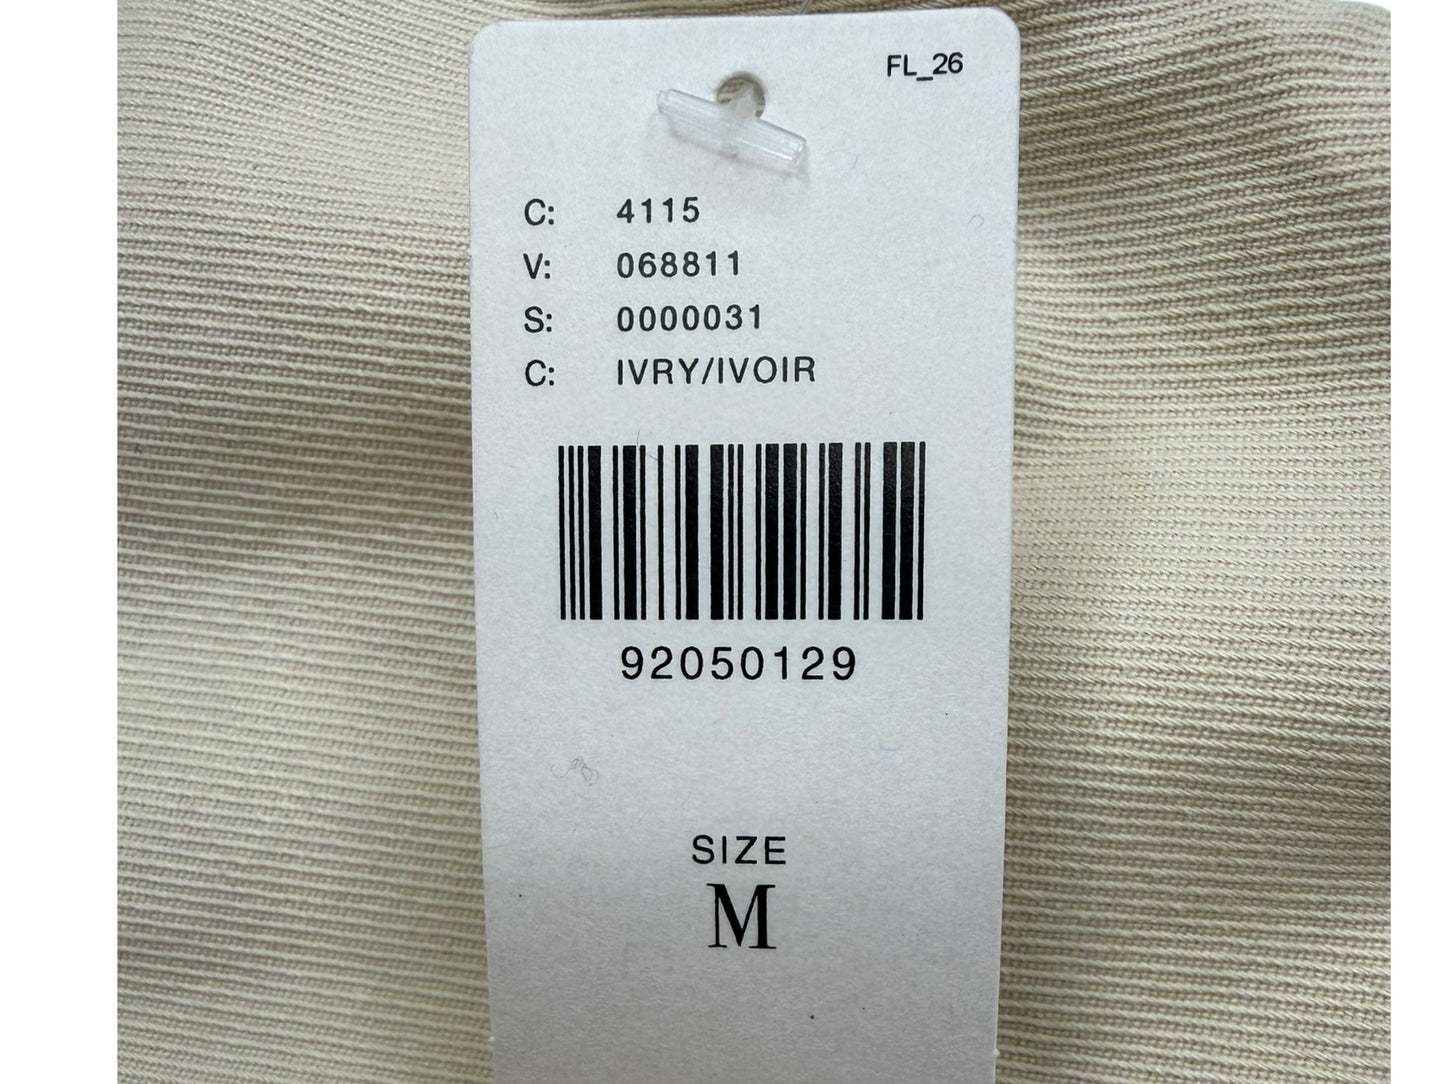 FL_26
C: 4115
V: 068811
S: 0000031
C: IVRY/IVOIR
92050129
SIZE
M